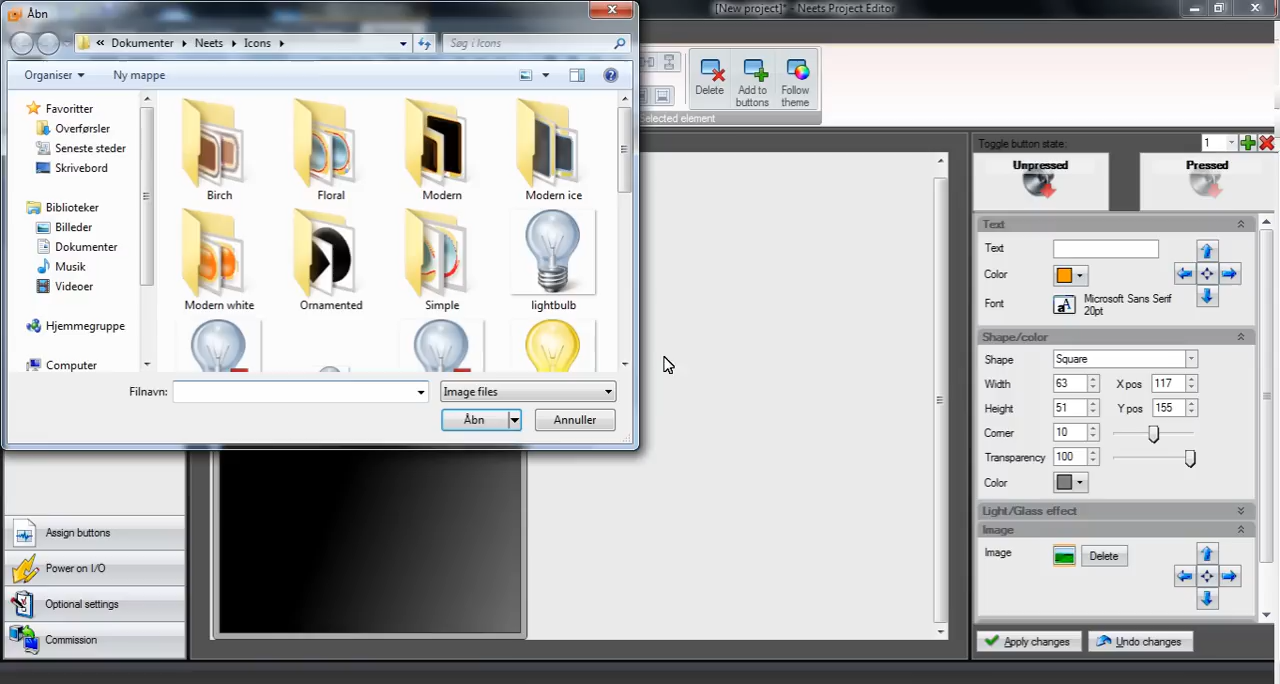 Åbn
[New project]* - Neets Project Editor
« Dokumenter Neets Icons
Søg i Icons
Organiser Ny mappe
Favoritter
Overførsler
Seneste steder
Skrivebord
Biblioteker
Billeder
Dokumenter
Musik
Videoer
Hjemmegruppe
Computer
Birch Floral Modern Modern ice
Modern white Ornamented Simple lightbulb
Filnavn:
Image files
Åbn Annuller
Delete
Add to
buttons
Follow
theme
Selected element
Toggle button state: 1
Unpressed Pressed
Text
Text
Color
Font
Microsoft Sans Serif
20pt
Shape/color
Shape Square
Width 63 X pos 117
Height 51 Y pos 155
Corner 10
Transparency 100
Color
Light/Glass effect
Image
Image Delete
Apply changes Undo changes
Assign buttons
Power on I/O
Optional settings
Commission